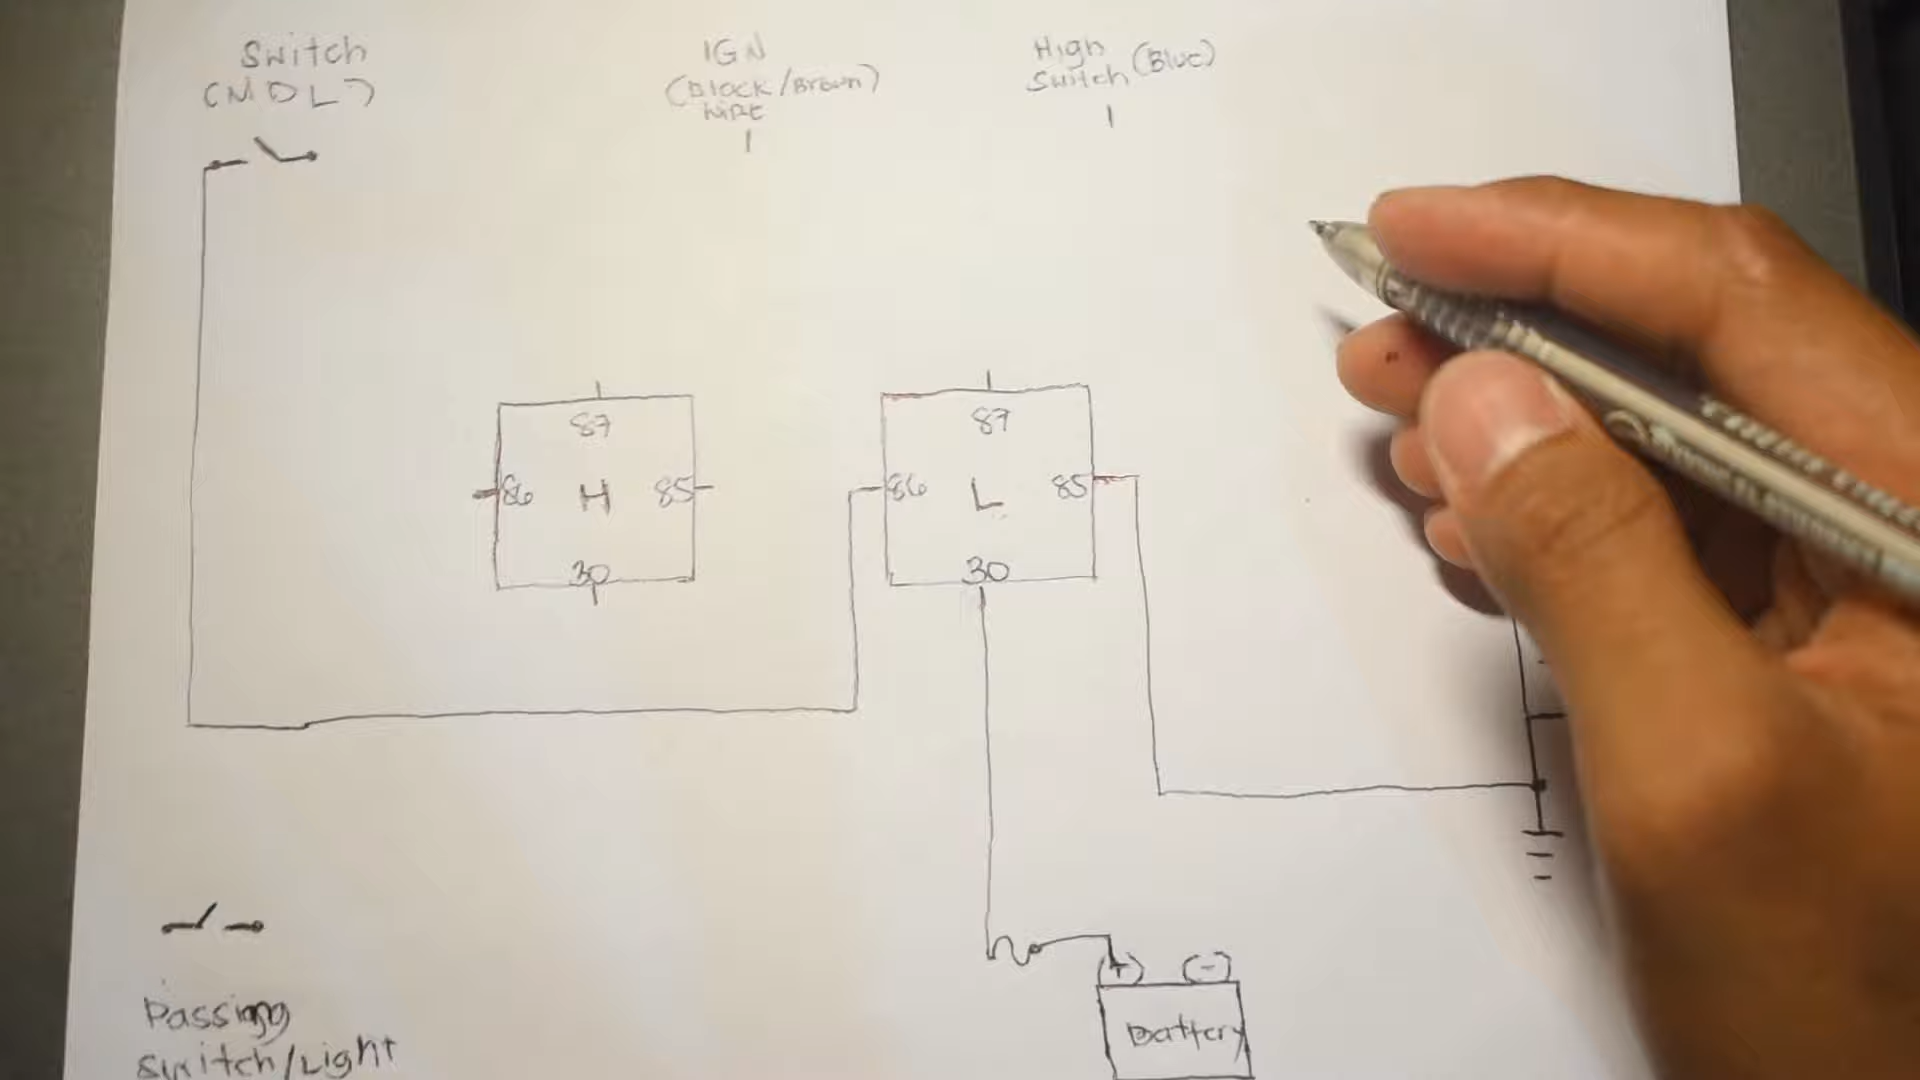 Switch
(MDL)
IGN
(Black/Brown)
wire
High
Switch (Blue)
87
86 H 85
30
87
86 L 85
30
(+) (-)
Battery
Passing
Switch/Light